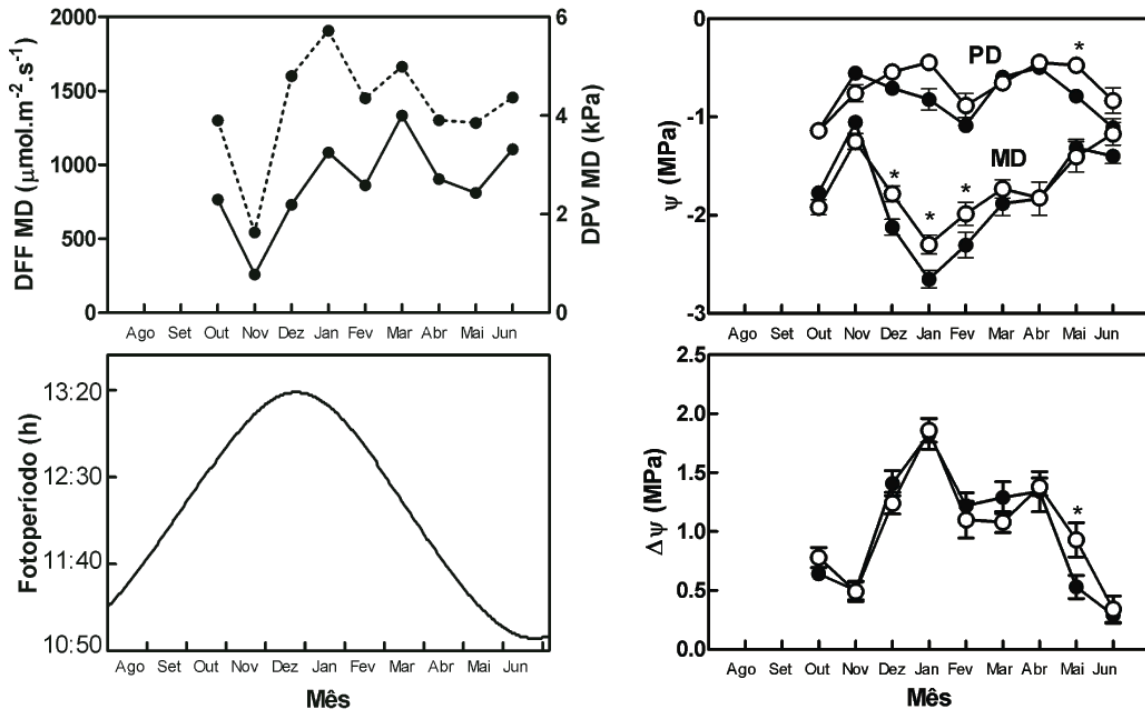 2000
1500
1000
500
0
DFF MD (μmol.m⁻².s⁻¹)
6
4
2
0
DPV MD (kPa)
Ago Set Out Nov Dez Jan Fev Mar Abr Mai Jun
0
-1
-2
-3
ψ (MPa)
PD
*
MD
*
*
*
Ago Set Out Nov Dez Jan Fev Mar Abr Mai Jun
13:20
12:30
11:40
10:50
Fotoperíodo (h)
Ago Set Out Nov Dez Jan Fev Mar Abr Mai Jun
Mês
2.5
2.0
1.5
1.0
0.5
0.0
Δψ (MPa)
*
Ago Set Out Nov Dez Jan Fev Mar Abr Mai Jun
Mês